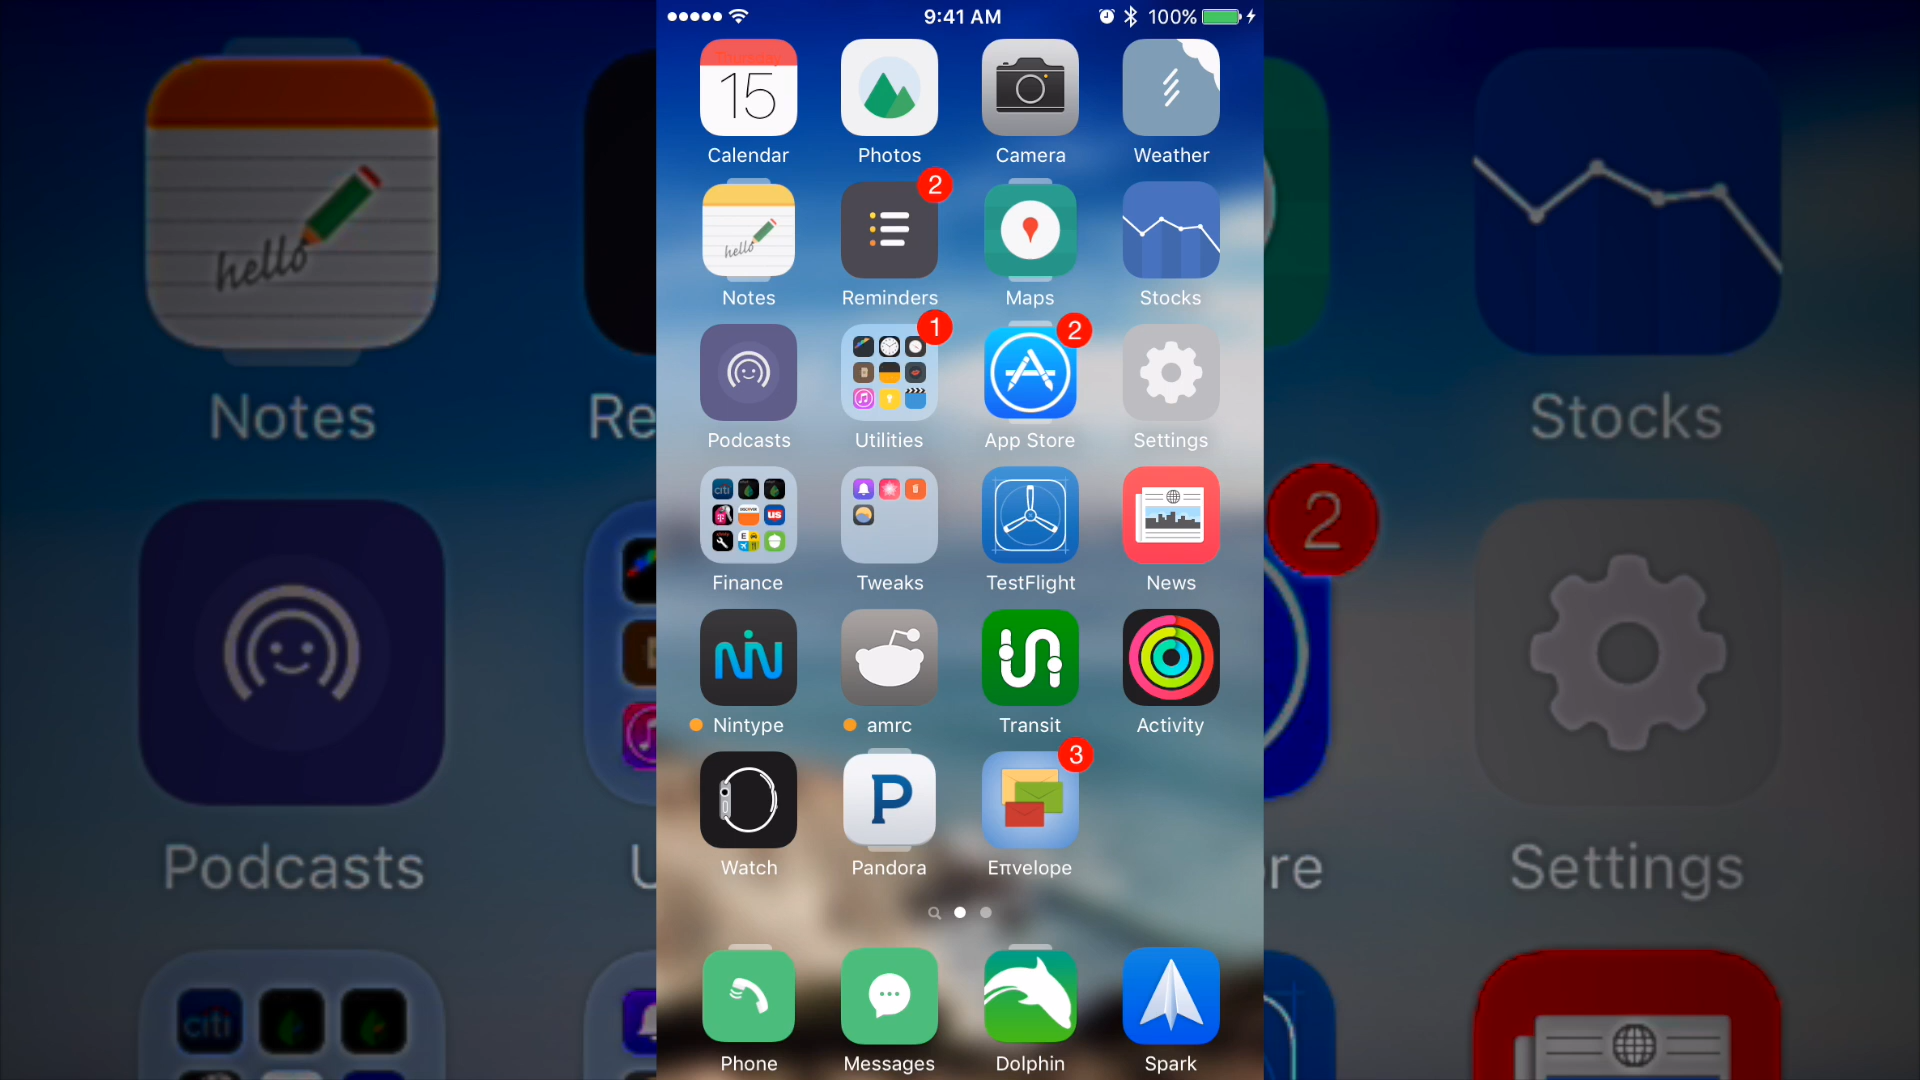 9:41 AM
100%
Thursday
15
Calendar
Photos
Camera
Weather
hello
2
Notes
Reminders
Maps
Stocks
1
2
Podcasts
Utilities
App Store
Settings
citi
US
Finance
Tweaks
TestFlight
News
Nintype
amrc
Transit
Activity
P
3
Watch
Pandora
Eπvelope
Phone
Messages
Dolphin
Spark
hello
Notes
Re
Stocks
2
Podcasts
U
re
Settings
citi